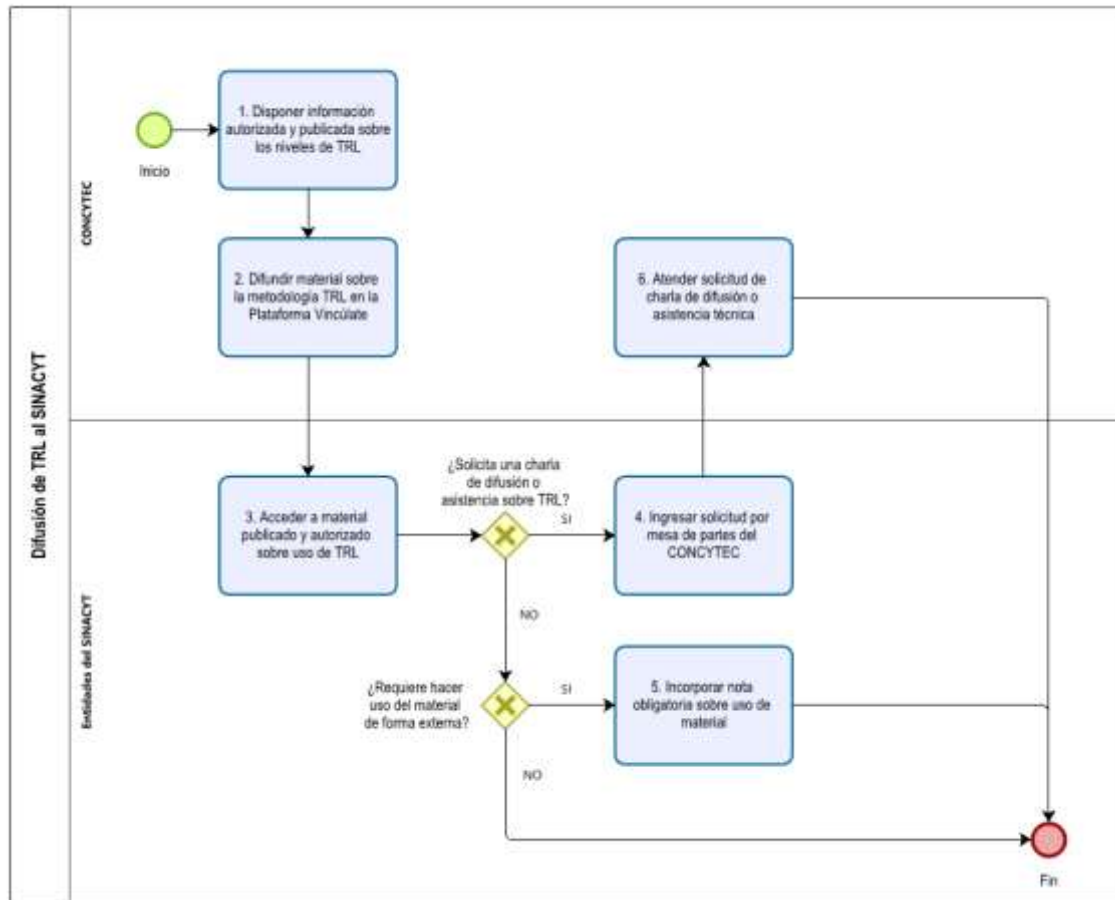 Difusión de TRL al SINACYT
CONCYTEC
Inicio
1. Disponer información
autorizada y publicada sobre
los niveles de TRL
2. Difundir material sobre
la metodología TRL en la
Plataforma Vincúlate
6. Atender solicitud de
charla de difusión o
asistencia técnica
Entidades del SINACYT
3. Acceder a material
publicado y autorizado
sobre uso de TRL
¿Solicita una charla
de difusión o
asistencia sobre TRL?
SI
4. Ingresar solicitud por
mesa de partes del
CONCYTEC
NO
¿Requiere hacer
uso del material
de forma externa?
SI
5. Incorporar nota
obligatoria sobre uso de
material
NO
Fin